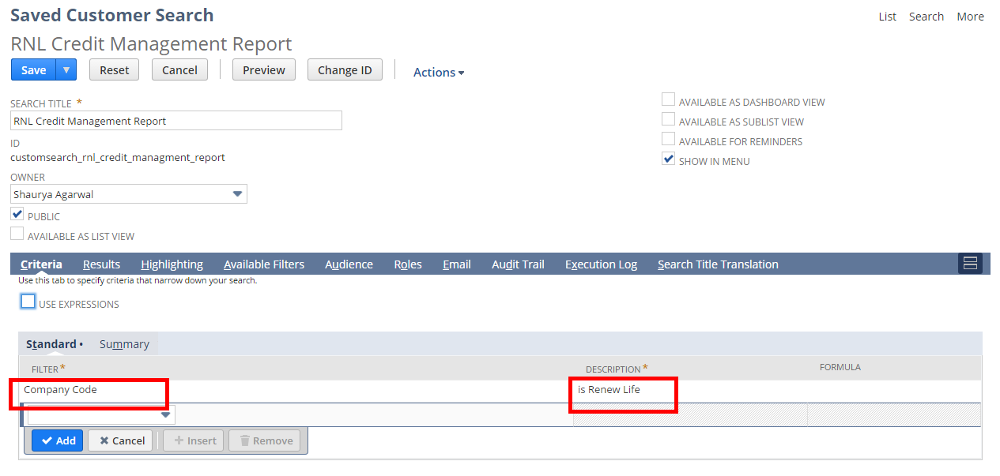 Saved Customer Search
List Search More
RNL Credit Management Report
Save Reset Cancel Preview Change ID Actions
SEARCH TITLE *
RNL Credit Management Report
ID
customsearch_rnl_credit_managment_report
OWNER
Shaurya Agarwal
PUBLIC
AVAILABLE AS LIST VIEW
AVAILABLE AS DASHBOARD VIEW
AVAILABLE AS SUBLIST VIEW
AVAILABLE FOR REMINDERS
SHOW IN MENU
Criteria Results Highlighting Available Filters Audience Roles Email Audit Trail Execution Log Search Title Translation
Use this tab to specify criteria that narrow down your search.
USE EXPRESSIONS
Standard • Summary
FILTER * DESCRIPTION * FORMULA
Company Code is Renew Life
Add Cancel Insert Remove